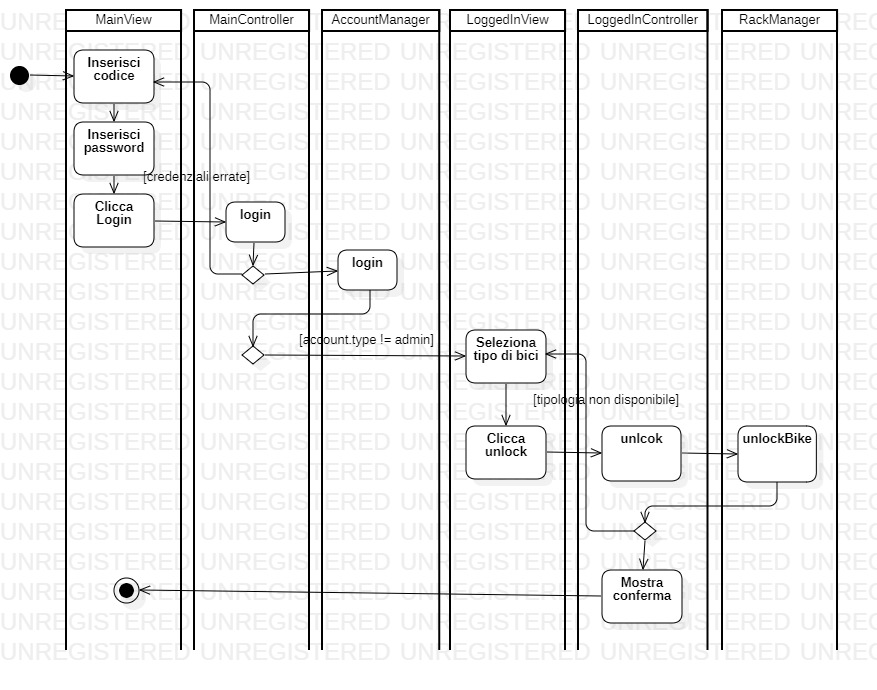 MainView
MainController
AccountManager
LoggedInView
LoggedInController
RackManager
Inserisci
codice
Inserisci
password
[credenziali errate]
Clicca
Login
login
login
[account.type != admin]
Seleziona
tipo di bici
[tipologia non disponibile]
Clicca
unlock
unlcok
unlockBike
Mostra
conferma
UNREGISTERED